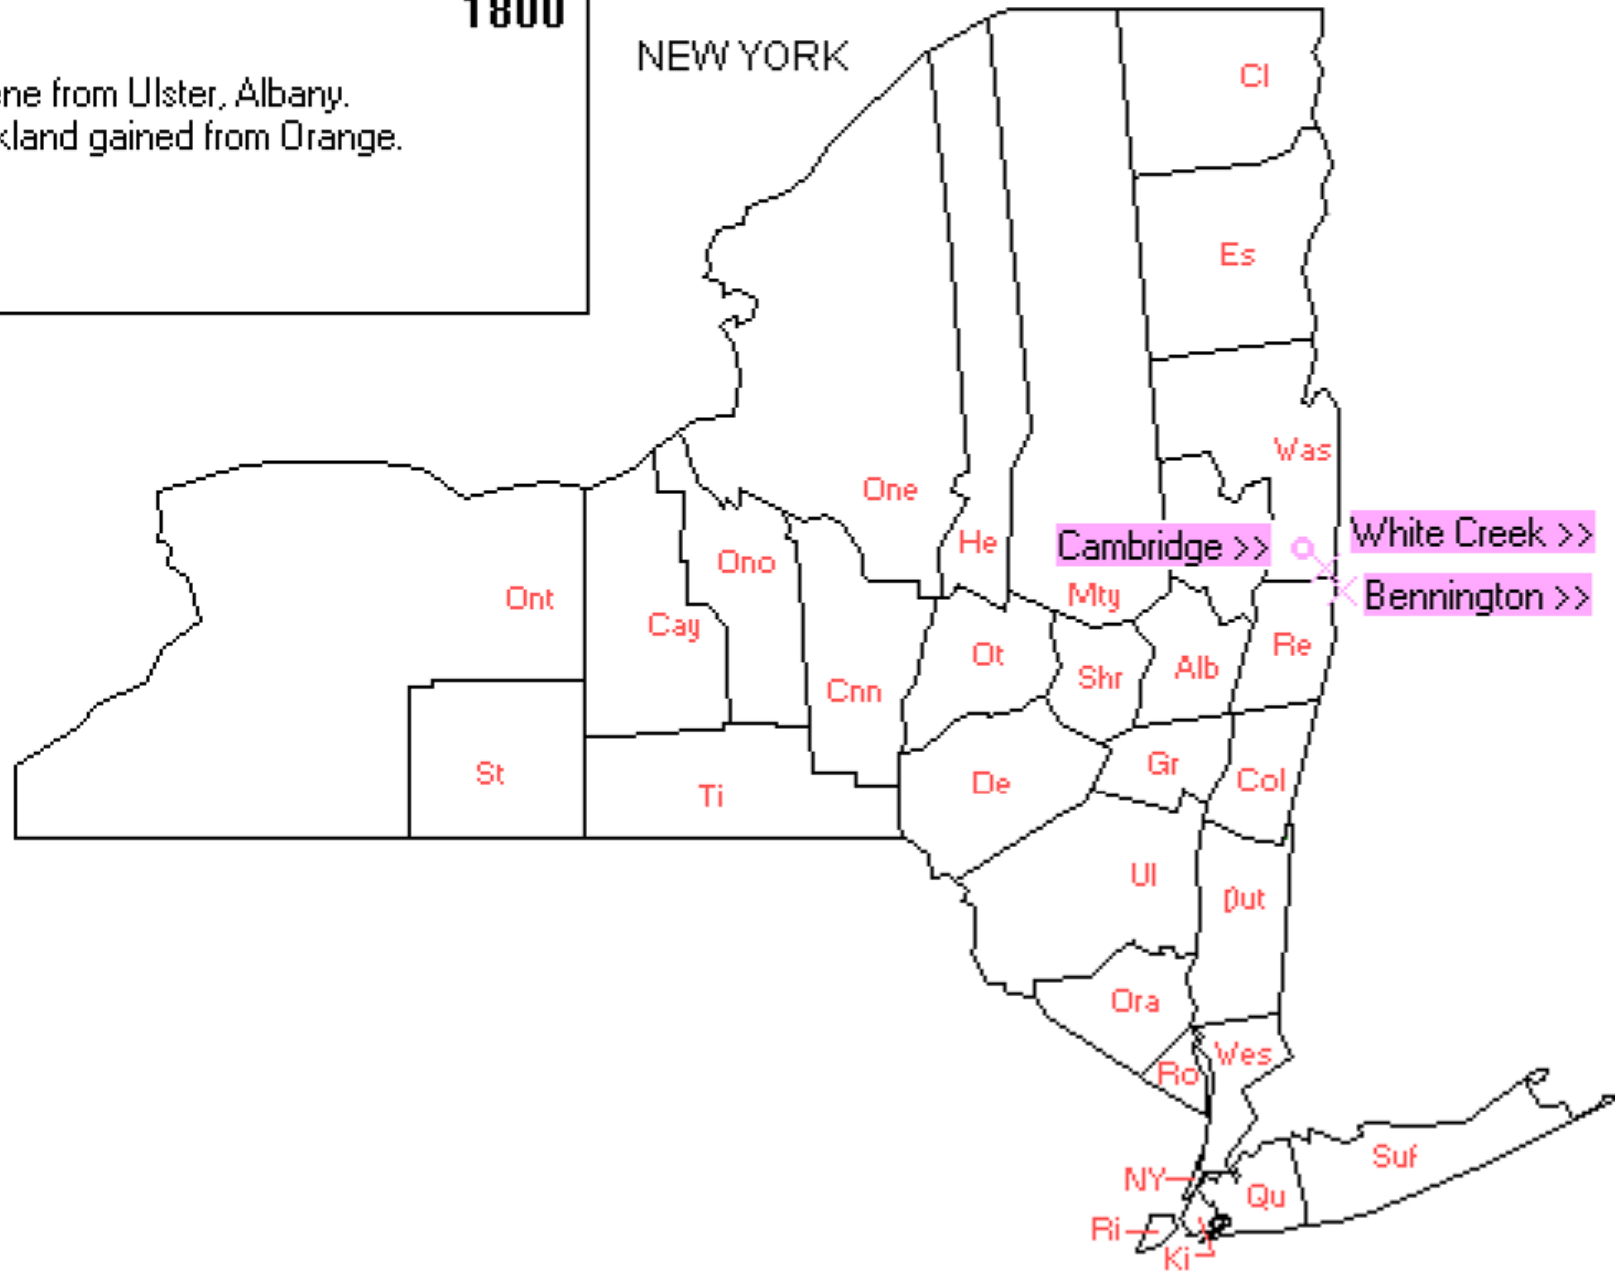 1800
NEW YORK
ene from Ulster, Albany.
kland gained from Orange.
Cl
Es
Was
One
He
Cambridge >>
White Creek >>
Bennington >>
Ono
Ont
Cay
Mty
Ot
Shr
Alb
Re
Cnn
St
Ti
De
Gr
Col
Ul
Dut
Ora
Wes
Ro
Suf
NY
Qu
Ri
Ki